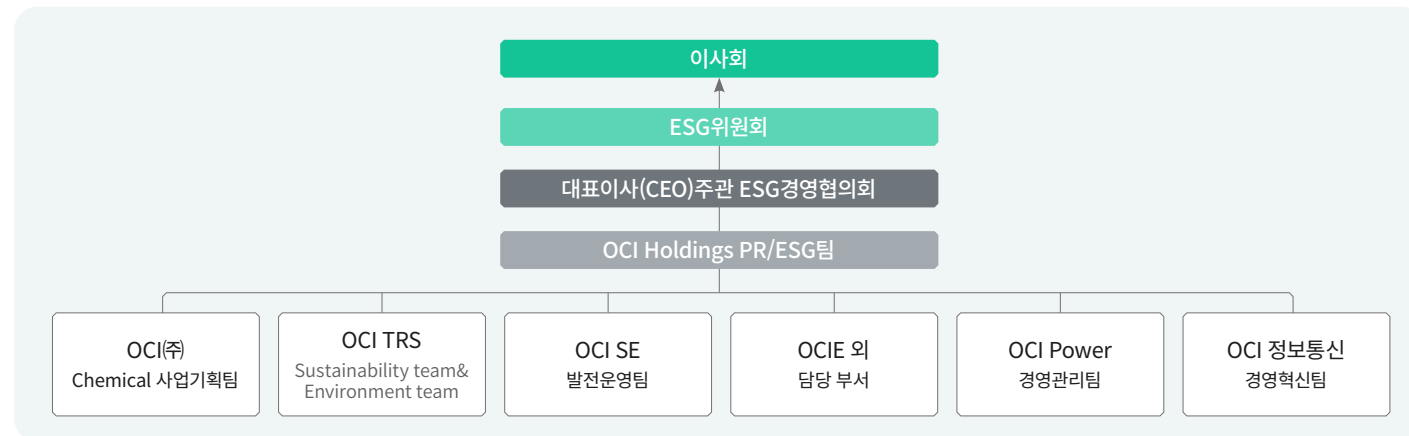 이사회
ESG위원회
대표이사(CEO)주관 ESG경영협의회
OCI Holdings PR/ESG팀
OCI㈜
Chemical 사업기획팀
OCI TRS
Sustainability team&
Environment team
OCI SE
발전운영팀
OCIE 외
담당 부서
OCI Power
경영관리팀
OCI 정보통신
경영혁신팀